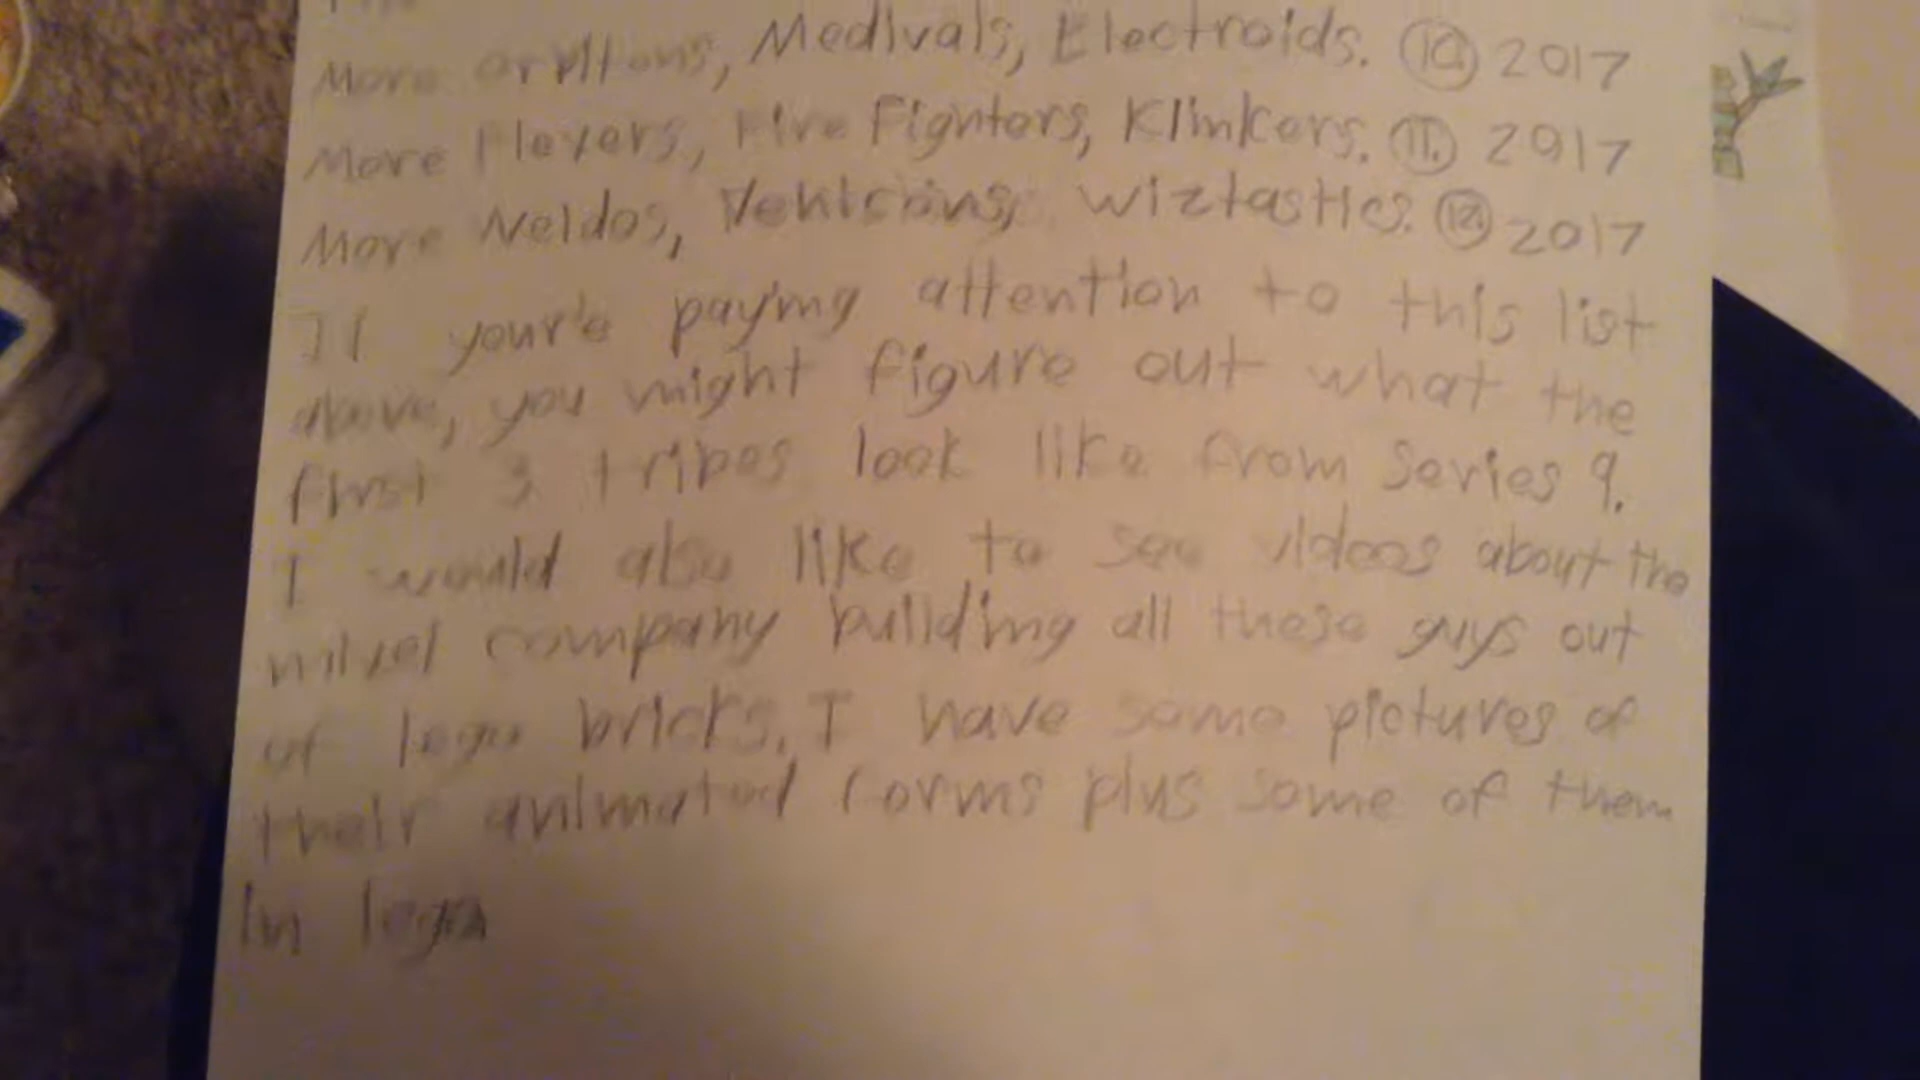 More Orbitons, Medivals, Electroids. 10. 2017
More Flexers, Fire Fighters, Klinkers. 11. 2017
More Weldos, wiztastics. 12. 2017
If your'e paying attention to this list
above, you might figure out what the
first 3 tribes look like from Series 9.
I would also like to see videos about the
mixel company building all these guys out
of lego bricks. I have some pictures of
their animated forms plus some of them
in lego